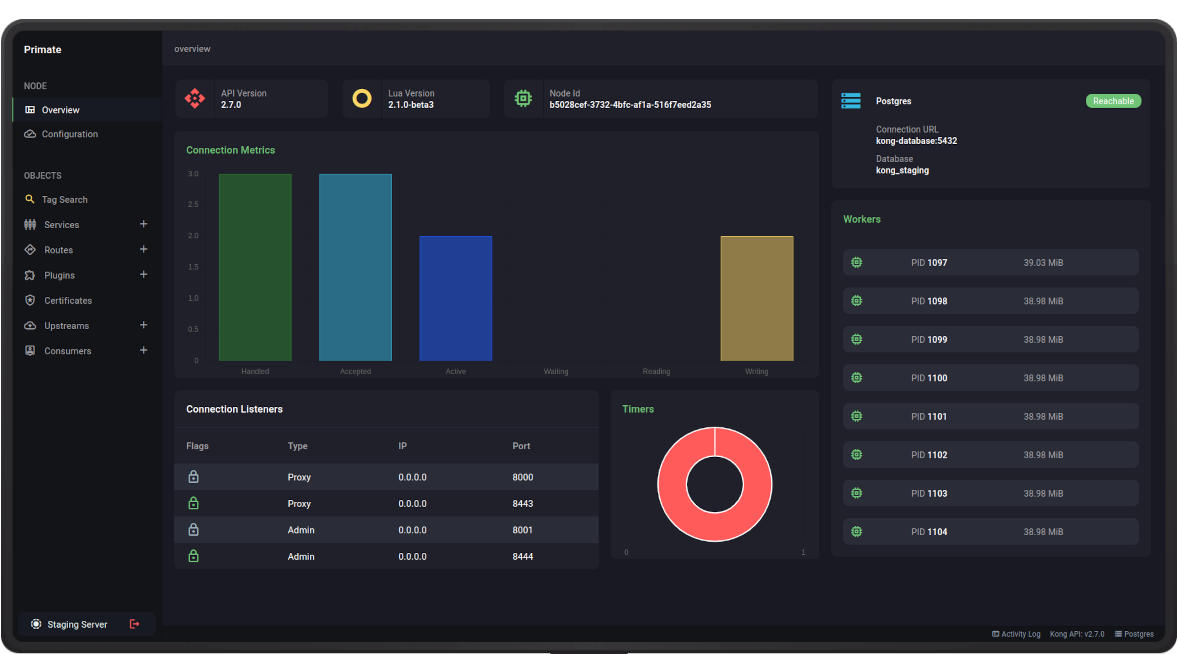 Primate
overview
NODE
Overview
Configuration
OBJECTS
Tag Search
Services +
Routes +
Plugins +
Certificates
Upstreams +
Consumers +
Staging Server
API Version
2.7.0
Lua Version
2.1.0-beta3
Node Id
b5028cef-3732-4bfc-af1a-516f7eed2a35
Connection Metrics
3.0
2.5
2.0
1.5
1.0
0.5
0
Handled Accepted Active Waiting Reading Writing
Connection Listeners
Flags Type IP Port
Proxy 0.0.0.0 8000
Proxy 0.0.0.0 8443
Admin 0.0.0.0 8001
Admin 0.0.0.0 8444
Timers
0 1
Postgres Reachable
Connection URL
kong-database:5432
Database
kong_staging
Workers
PID 1097 39.03 MiB
PID 1098 38.98 MiB
PID 1099 38.98 MiB
PID 1100 38.98 MiB
PID 1101 38.98 MiB
PID 1102 38.98 MiB
PID 1103 38.98 MiB
PID 1104 38.98 MiB
Activity Log Kong API: v2.7.0 Postgres